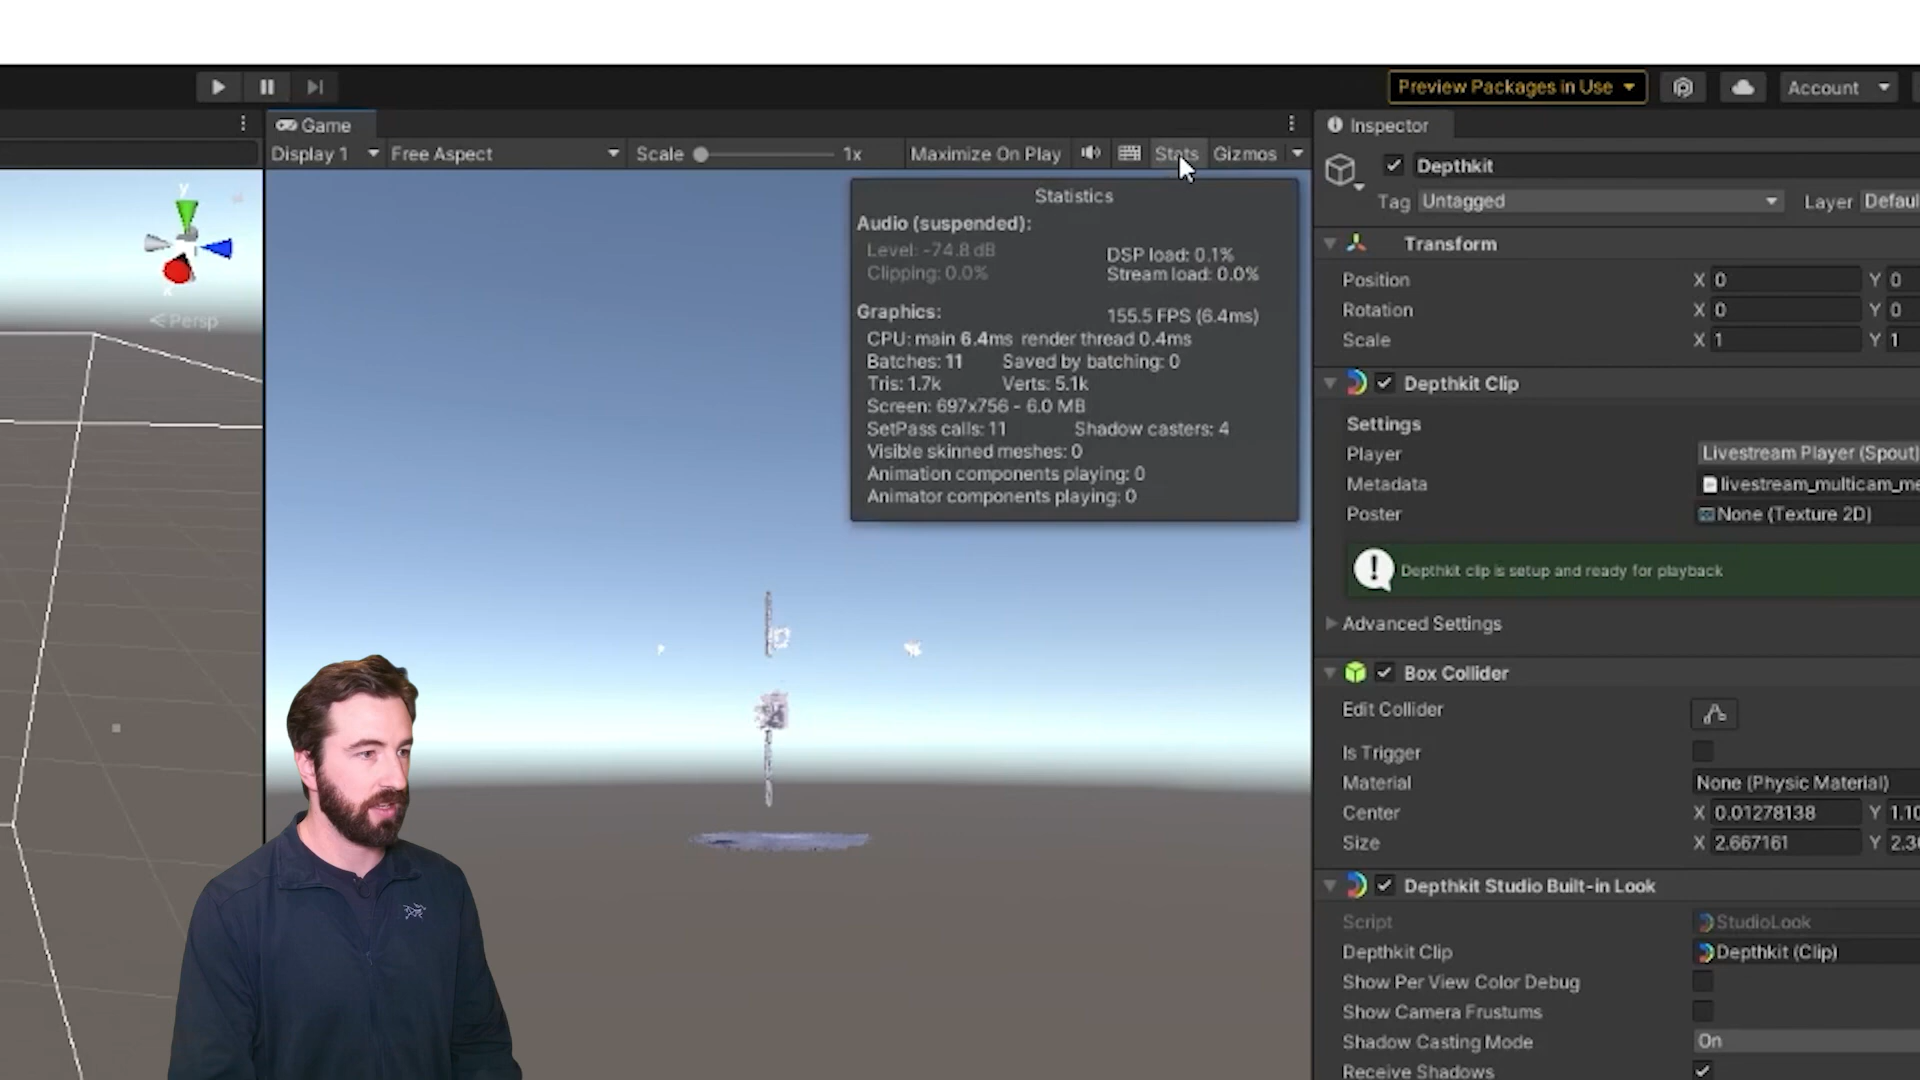 Preview Packages in Use
Account
Game
Inspector
Display 1
Free Aspect
Scale
1x
Maximize On Play
Stats
Gizmos
Statistics
Audio (suspended):
Level: -74.8 dB
DSP load: 0.1%
Clipping: 0.0%
Stream load: 0.0%
Graphics:
155.5 FPS (6.4ms)
CPU: main 6.4ms render thread 0.4ms
Batches: 11 Saved by batching: 0
Tris: 1.7k Verts: 5.1k
Screen: 697x756 - 6.0 MB
SetPass calls: 11 Shadow casters: 4
Visible skinned meshes: 0
Animation components playing: 0
Animator components playing: 0
y
x
Persp
Depthkit
Tag Untagged Layer Defaul
Transform
Position X 0 Y 0
Rotation X 0 Y 0
Scale X 1 Y 1
Depthkit Clip
Settings
Player Livestream Player (Spout)
Metadata livestream_multicam_me
Poster None (Texture 2D)
Depthkit clip is setup and ready for playback
Advanced Settings
Box Collider
Edit Collider
Is Trigger
Material None (Physic Material)
Center X 0.01278138 Y 1.10
Size X 2.667161 Y 2.3
Depthkit Studio Built-in Look
Script StudioLook
Depthkit Clip Depthkit (Clip)
Show Per View Color Debug
Show Camera Frustums
Shadow Casting Mode On
Receive Shadows